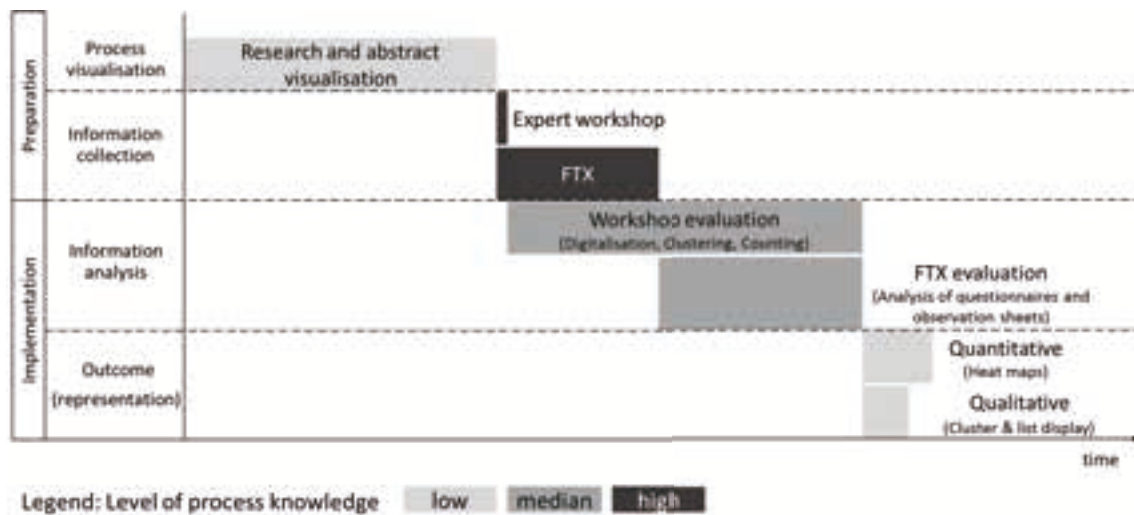 Preparation
Process
visualisation
Research and abstract
visualisation
Information
collection
Expert workshop
FTX
Implementation
Information
analysis
Workshop evaluation
(Digitalisation, Clustering, Counting)
FTX evaluation
(Analysis of questionnaires and
observation sheets)
Outcome
(representation)
Quantitative
(Heat maps)
Qualitative
(Cluster & list display)
time
Legend: Level of process knowledge low median high